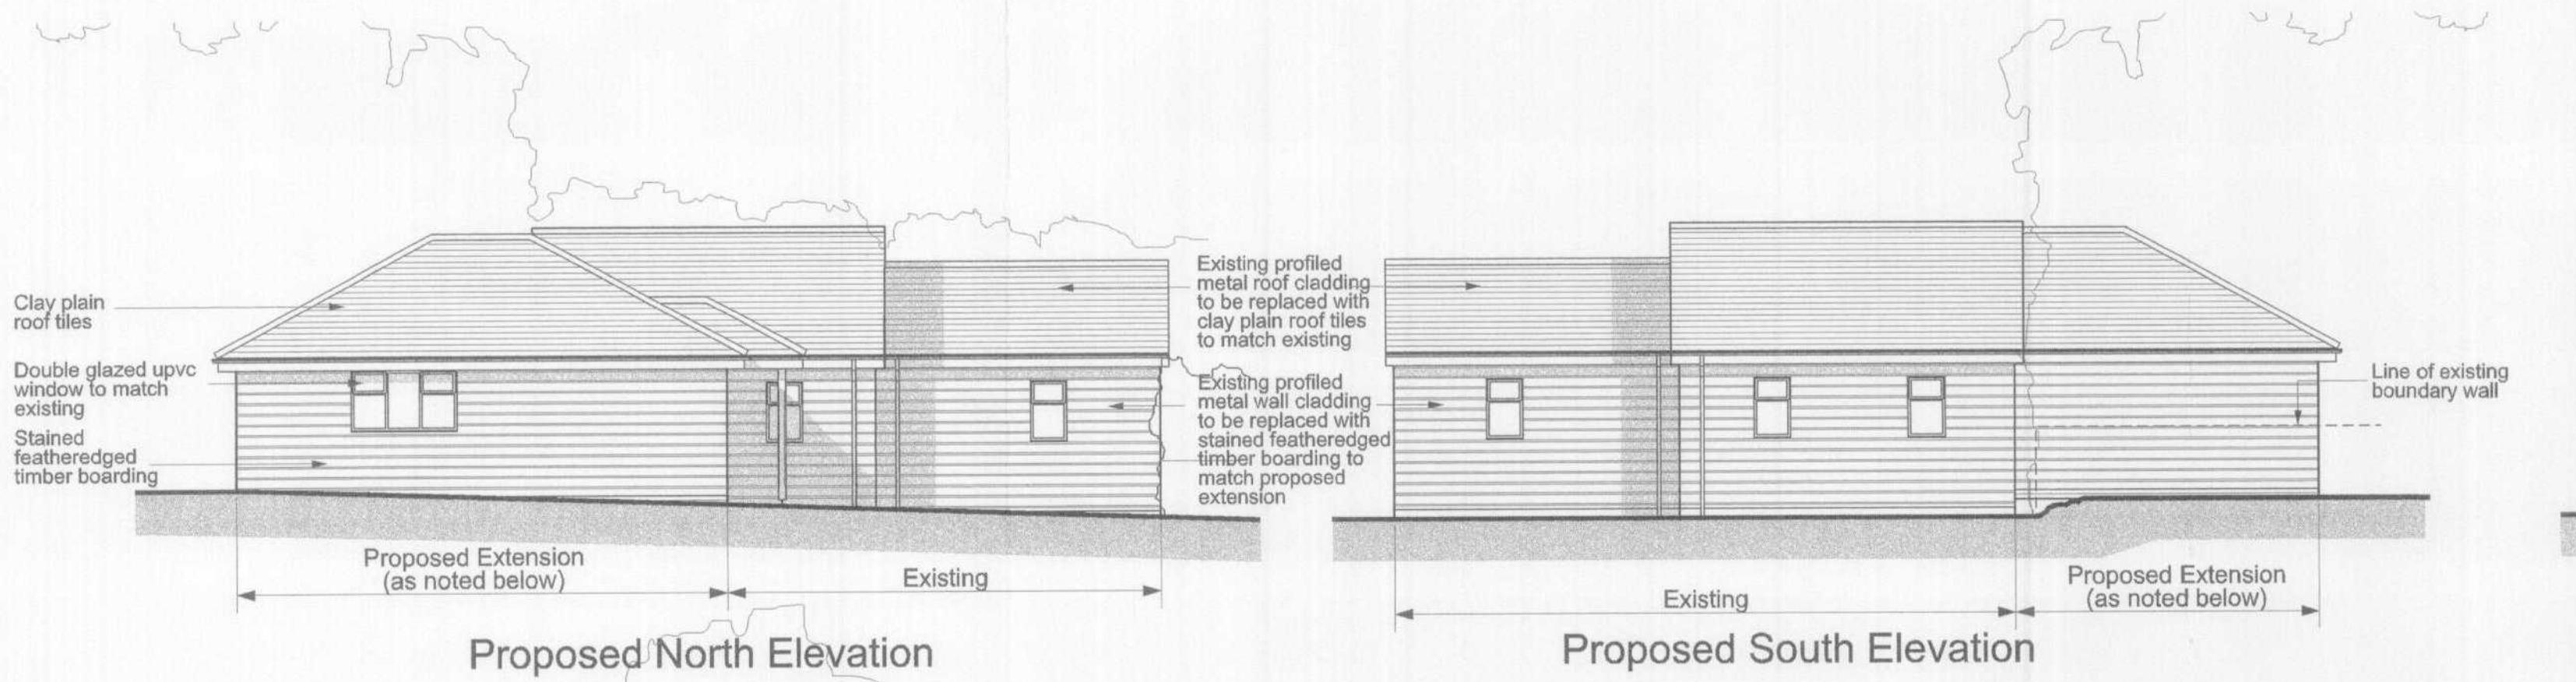 Clay plain
roof tiles
Double glazed upvc
window to match
existing
Stained
featheredged
timber boarding
Existing profiled
metal roof cladding
to be replaced with
clay plain roof tiles
to match existing
Existing profiled
metal wall cladding
to be replaced with
stained featheredged
timber boarding to
match proposed
extension
Line of existing
boundary wall
Proposed Extension
(as noted below)
Existing
Existing
Proposed Extension
(as noted below)
Proposed North Elevation
Proposed South Elevation